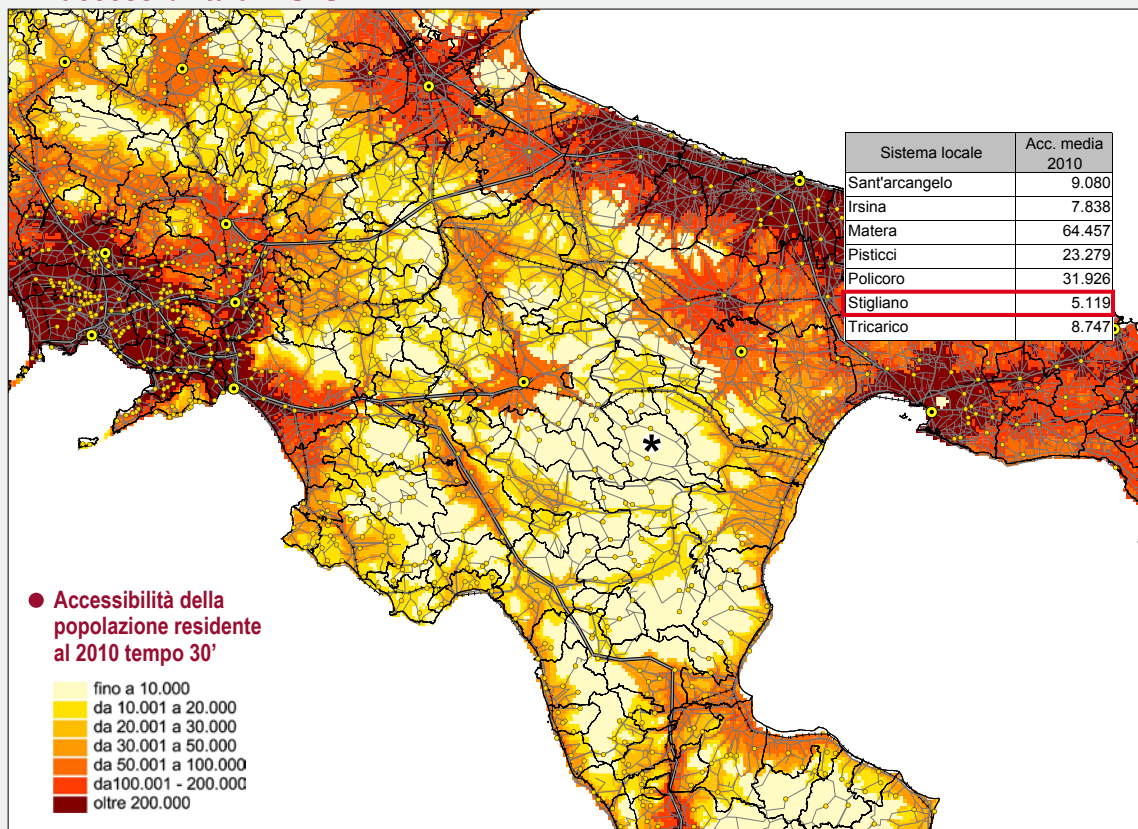 Sistema locale Acc. media 2010
Sant'arcangelo 9.080
Irsina 7.838
Matera 64.457
Pisticci 23.279
Policoro 31.926
Stigliano 5.119
Tricarico 8.747
*
● Accessibilità della
popolazione residente
al 2010 tempo 30’
fino a 10.000
da 10.001 a 20.000
da 20.001 a 30.000
da 30.001 a 50.000
da 50.001 a 100.000
da100.001 - 200.000
oltre 200.000